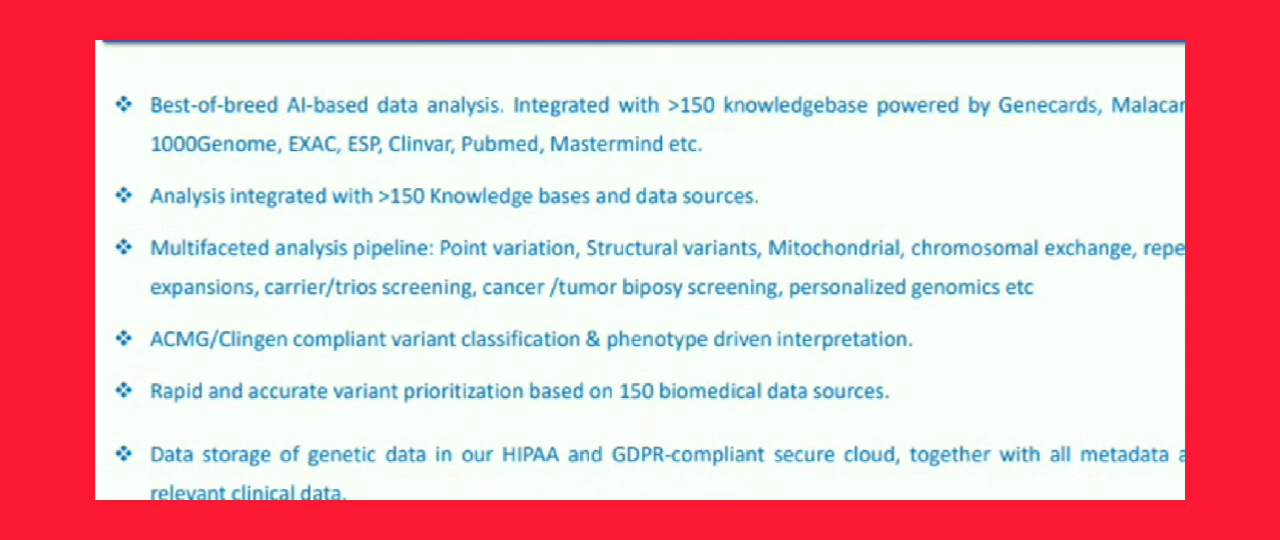 ❖ Best-of-breed AI-based data analysis. Integrated with >150 knowledgebase powered by Genecards,
1000Genome, EXAC, ESP, Clinvar, Pubmed, Mastermind etc.
❖ Analysis integrated with >150 Knowledge bases and data sources.
❖ Multifaceted analysis pipeline: Point variation, Structural variants, Mitochondrial, chromosomal exchange,
expansions, carrier/trios screening, cancer /tumor biposy screening, personalized genomics etc
❖ ACMG/Clingen compliant variant classification & phenotype driven interpretation.
❖ Rapid and accurate variant prioritization based on 150 biomedical data sources.
❖ Data storage of genetic data in our HIPAA and GDPR-compliant secure cloud, together with all metadata
relevant clinical data.